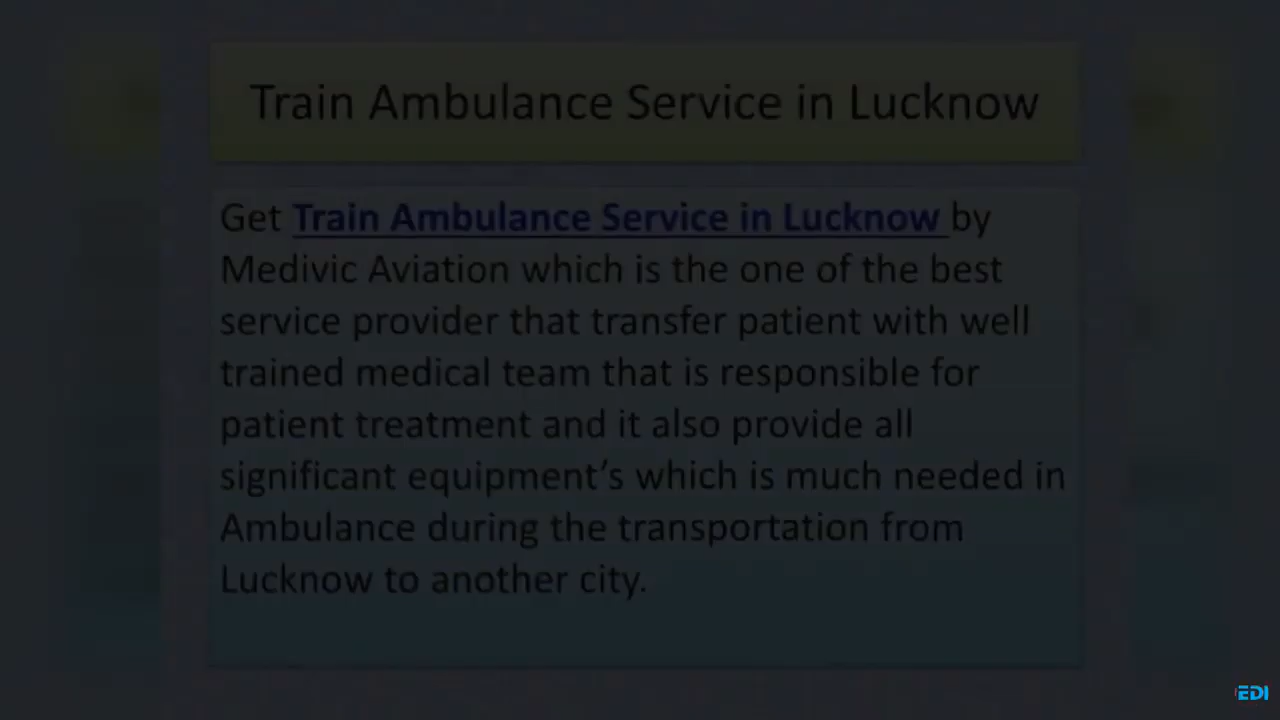 Train Ambulance Service in Lucknow
Get Train Ambulance Service in Lucknow by
Medivic Aviation which is the one of the best
service provider that transfer patient with well
trained medical team that is responsible for
patient treatment and it also provide all
significant equipment’s which is much needed in
Ambulance during the transportation from
Lucknow to another city.
EDI